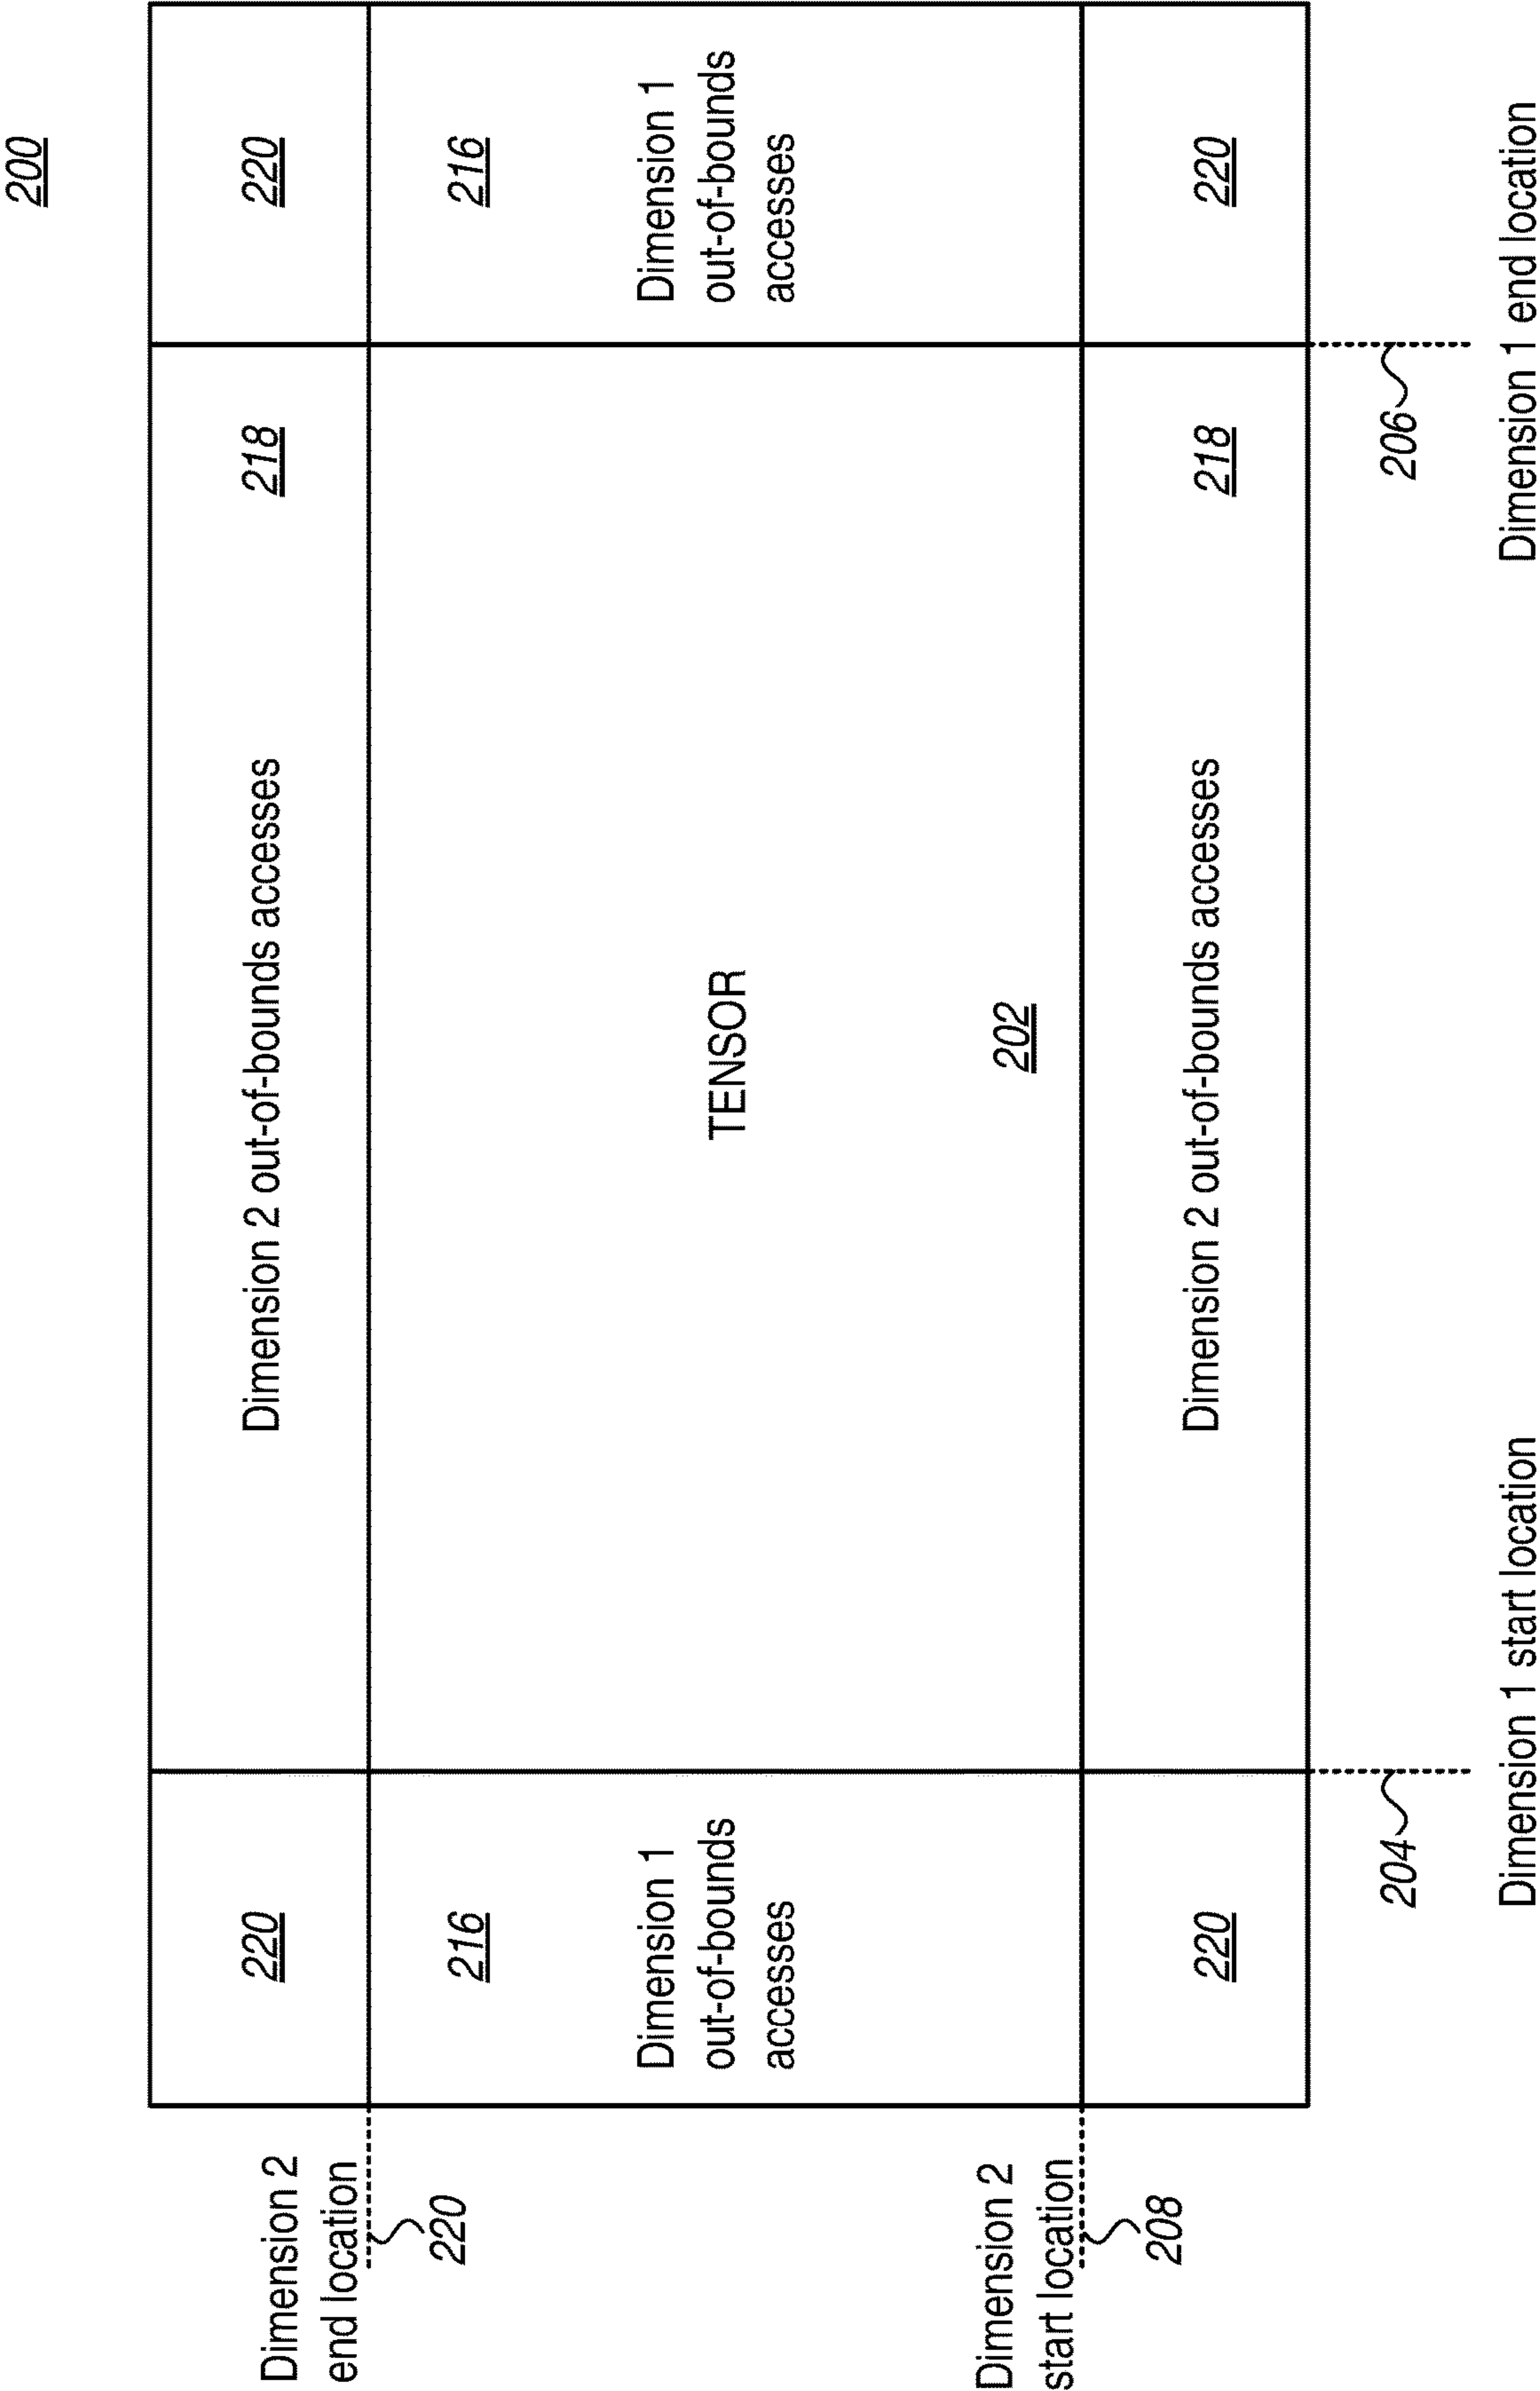 200
Dimension 2
end location
220
220
Dimension 2 out-of-bounds accesses
218
220
216
Dimension 1
out-of-bounds
accesses
TENSOR
202
216
Dimension 1
out-of-bounds
accesses
Dimension 2
start location
208
220
Dimension 2 out-of-bounds accesses
218
220
204
206
Dimension 1 start location
Dimension 1 end location